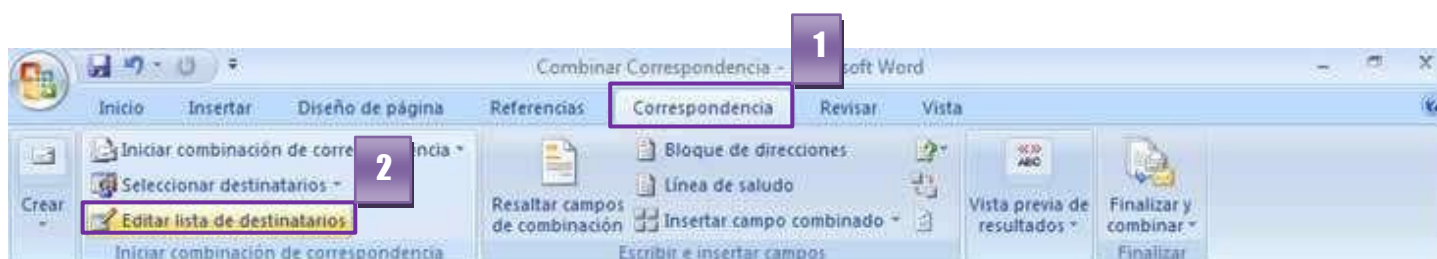 1
Combinar Correspondencia - soft Word
Inicio Insertar Diseño de página Referencias Correspondencia Revisar Vista
Iniciar combinación de corre encia
2
Seleccionar destinatarios
Editar lista de destinatarios
Crear
Iniciar combinación de correspondencia
Resaltar campos
de combinación
Bloque de direcciones
Línea de saludo
Insertar campo combinado
Escribir e insertar campos
ABC
Vista previa de
resultados
Finalizar y
combinar
Finalizar